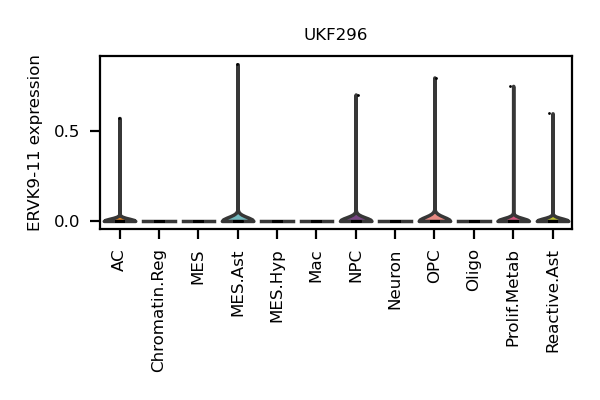 UKF296
ERVK9-11 expression
0.5
0.0
AC
Chromatin.Reg
MES
MES.Ast
MES.Hyp
Mac
NPC
Neuron
OPC
Oligo
Prolif.Metab
Reactive.Ast